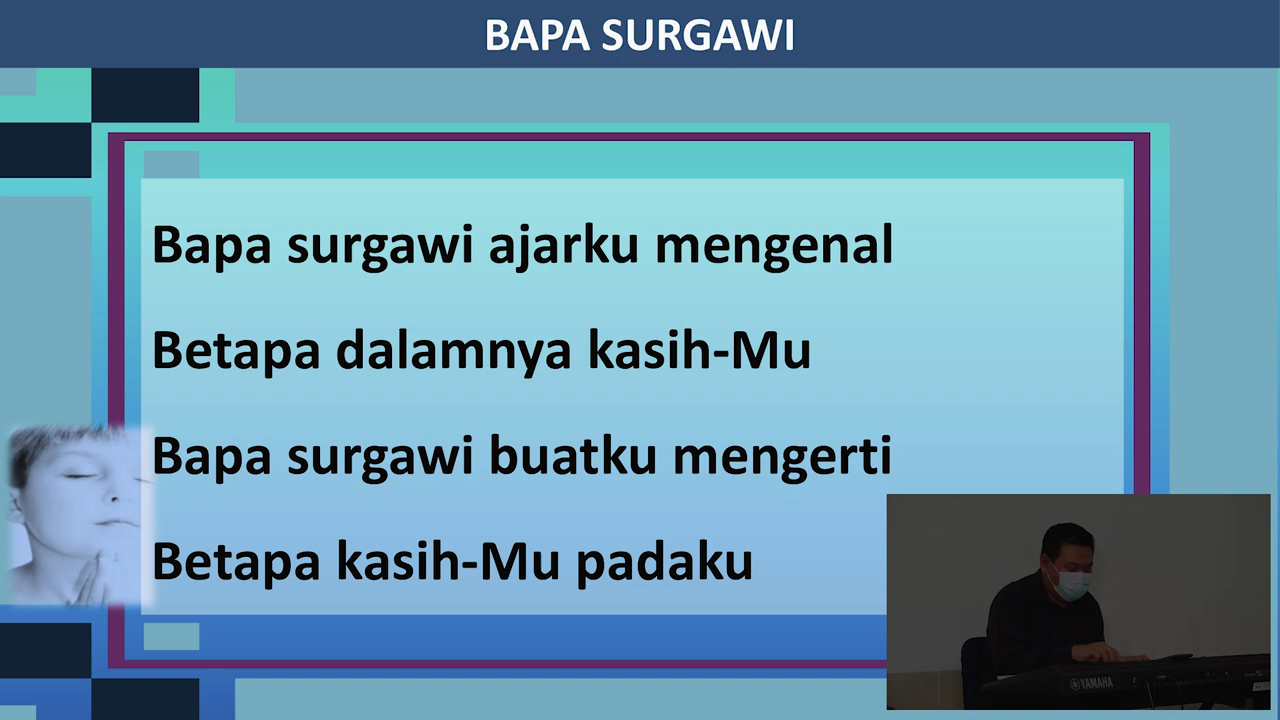 BAPA SURGAWI
Bapa surgawi ajarku mengenal
Betapa dalamnya kasih-Mu
Bapa surgawi buatku mengerti
Betapa kasih-Mu padaku
YAMAHA